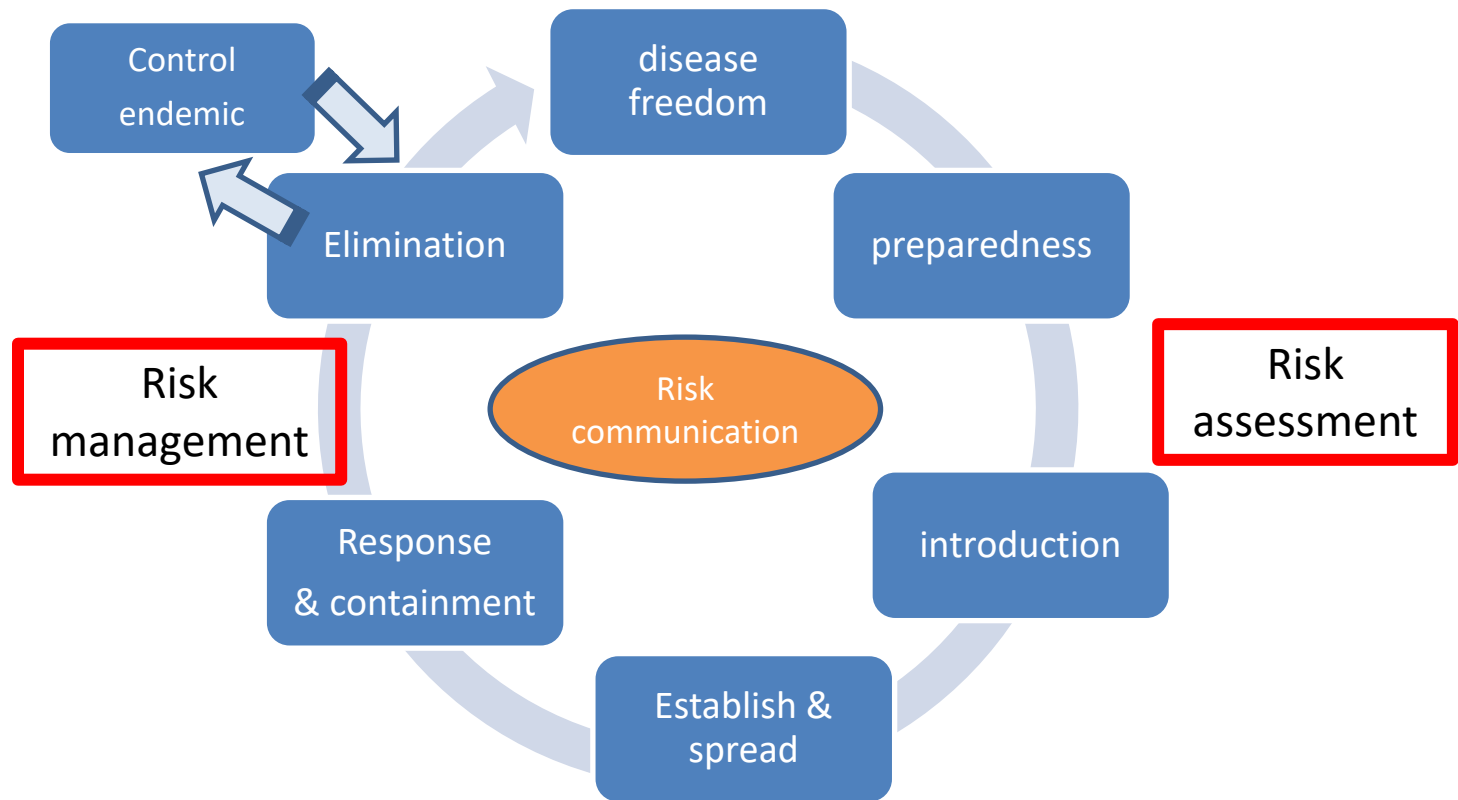 Control
endemic
disease
freedom
Elimination
preparedness
Risk
management
Risk
communication
Risk
assessment
Response
& containment
introduction
Establish &
spread